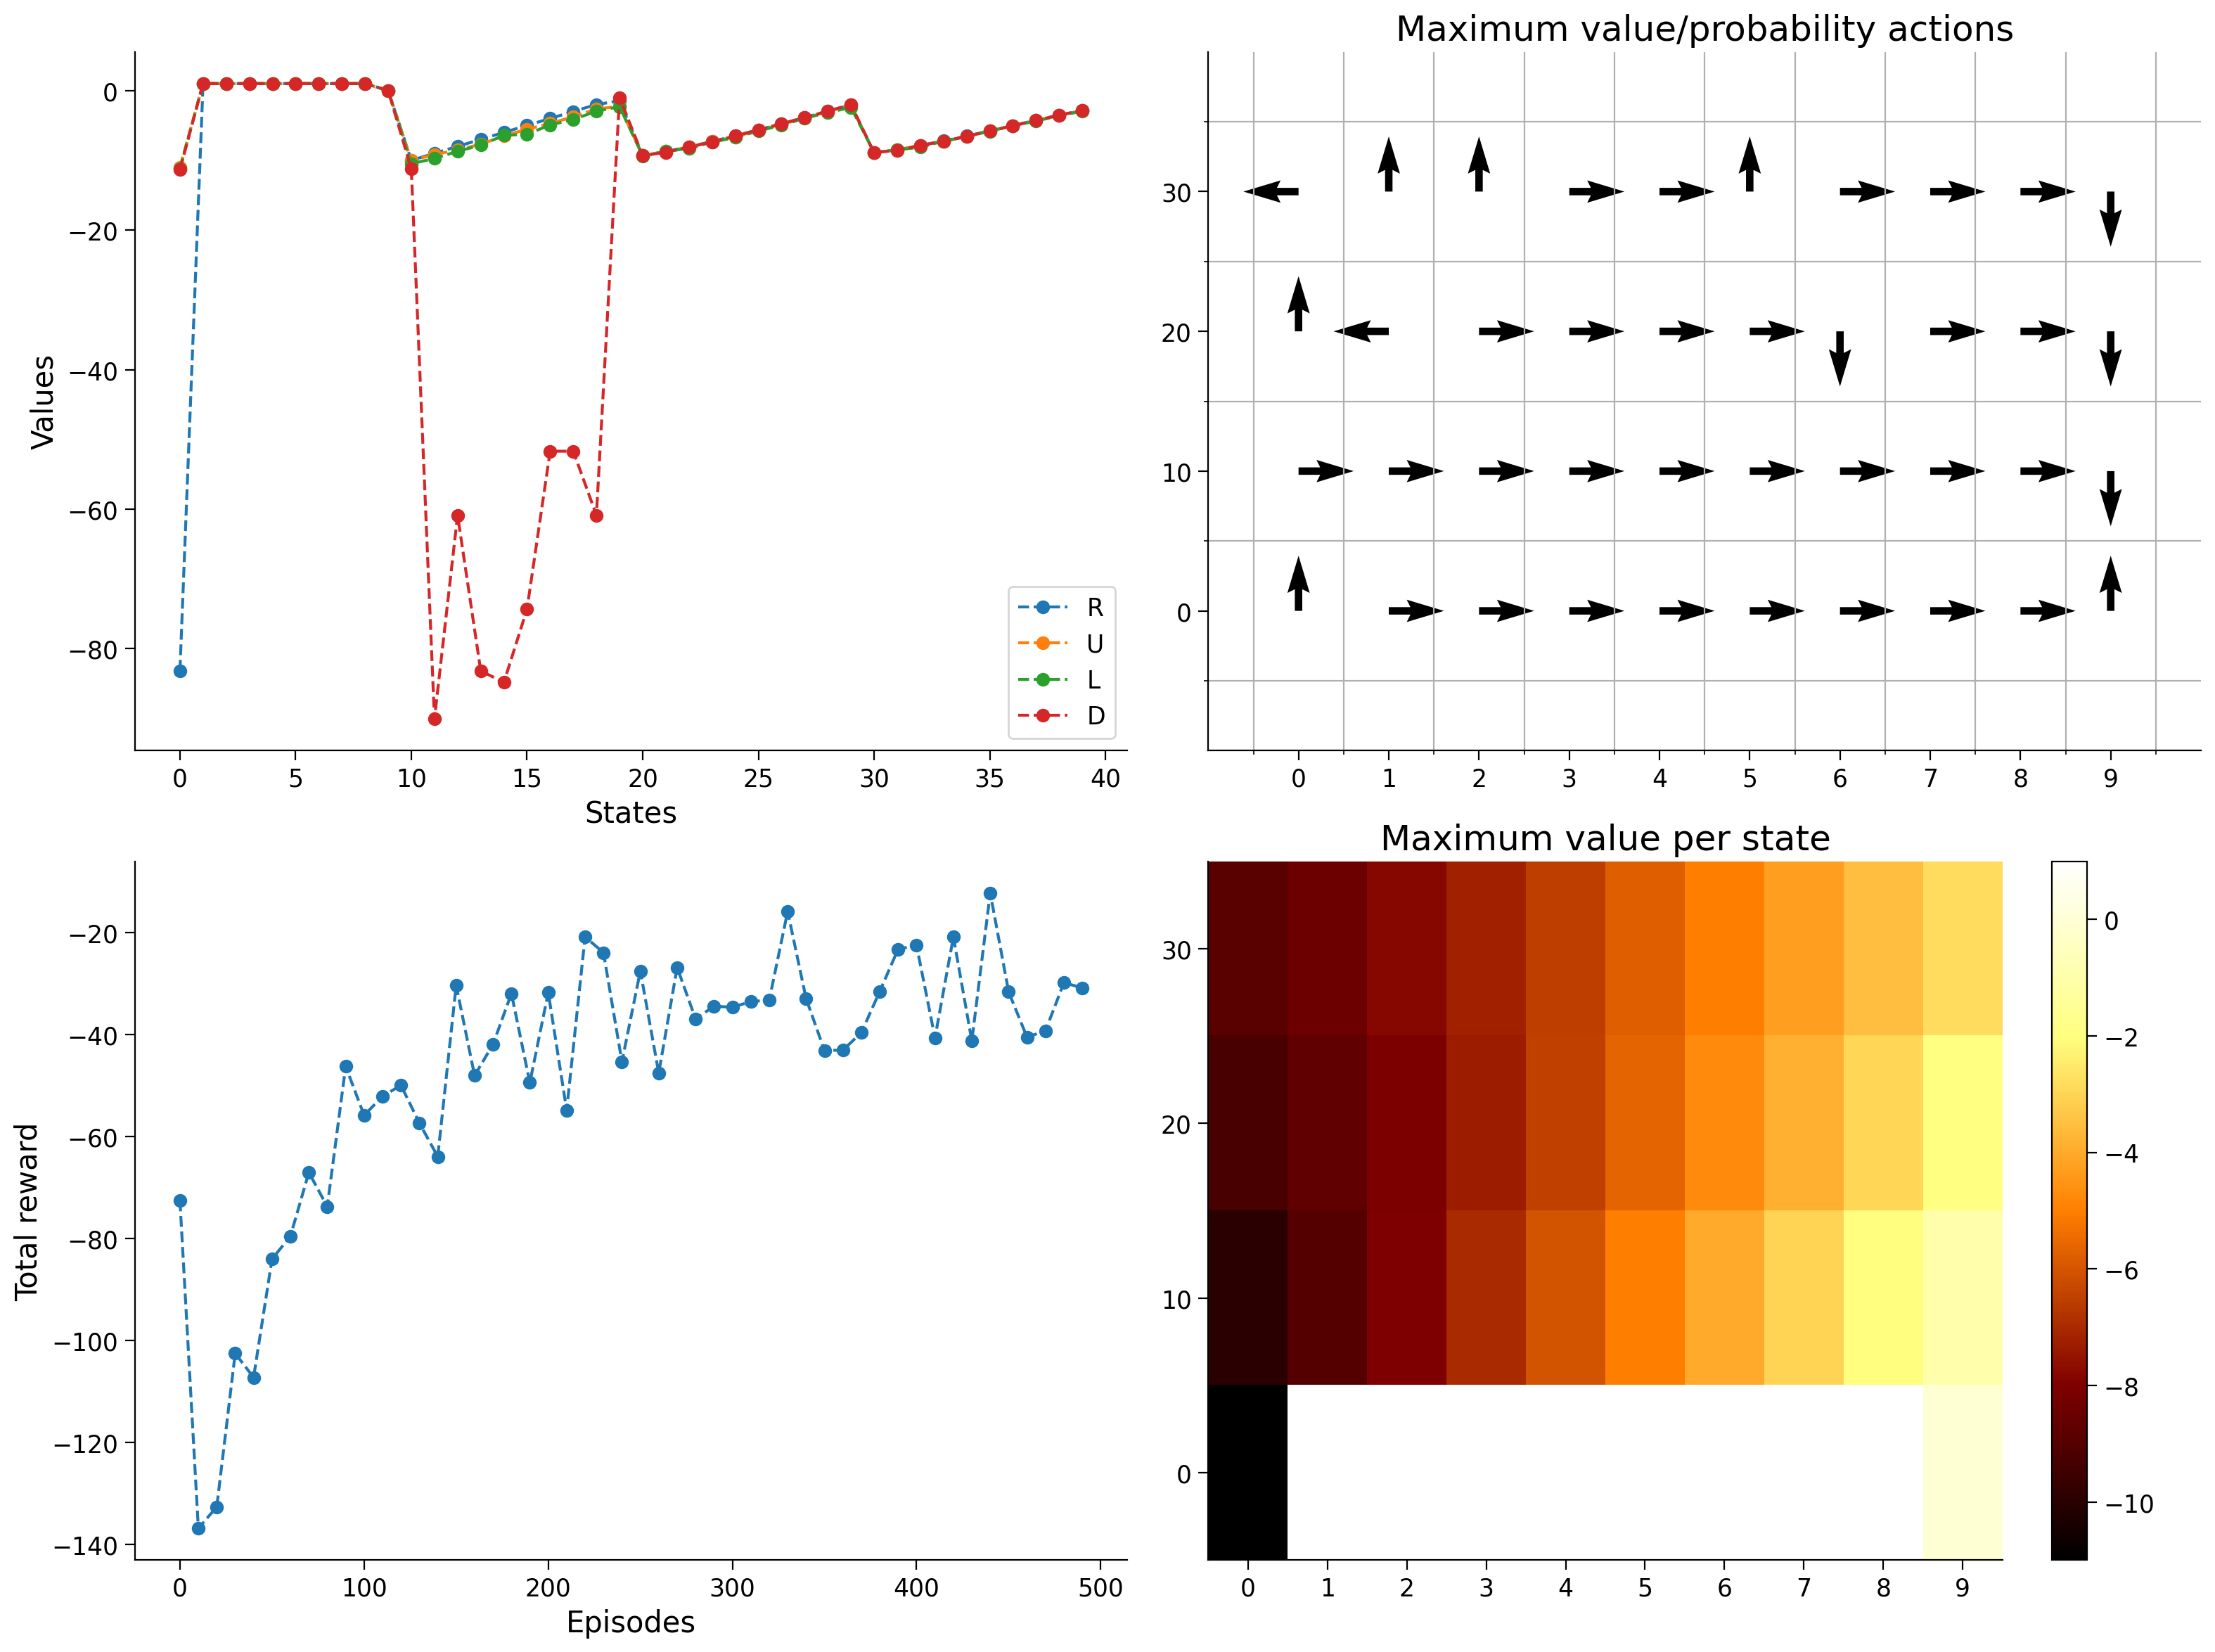 0
−20
−40
−60
−80
Values
0 5 10 15 20 25 30 35 40
States
R
U
L
D
Maximum value/probability actions
30
20
10
0
0 1 2 3 4 5 6 7 8 9
−20
−40
−60
−80
−100
−120
−140
Total reward
0 100 200 300 400 500
Episodes
Maximum value per state
30
20
10
0
0 1 2 3 4 5 6 7 8 9
0
−2
−4
−6
−8
−10